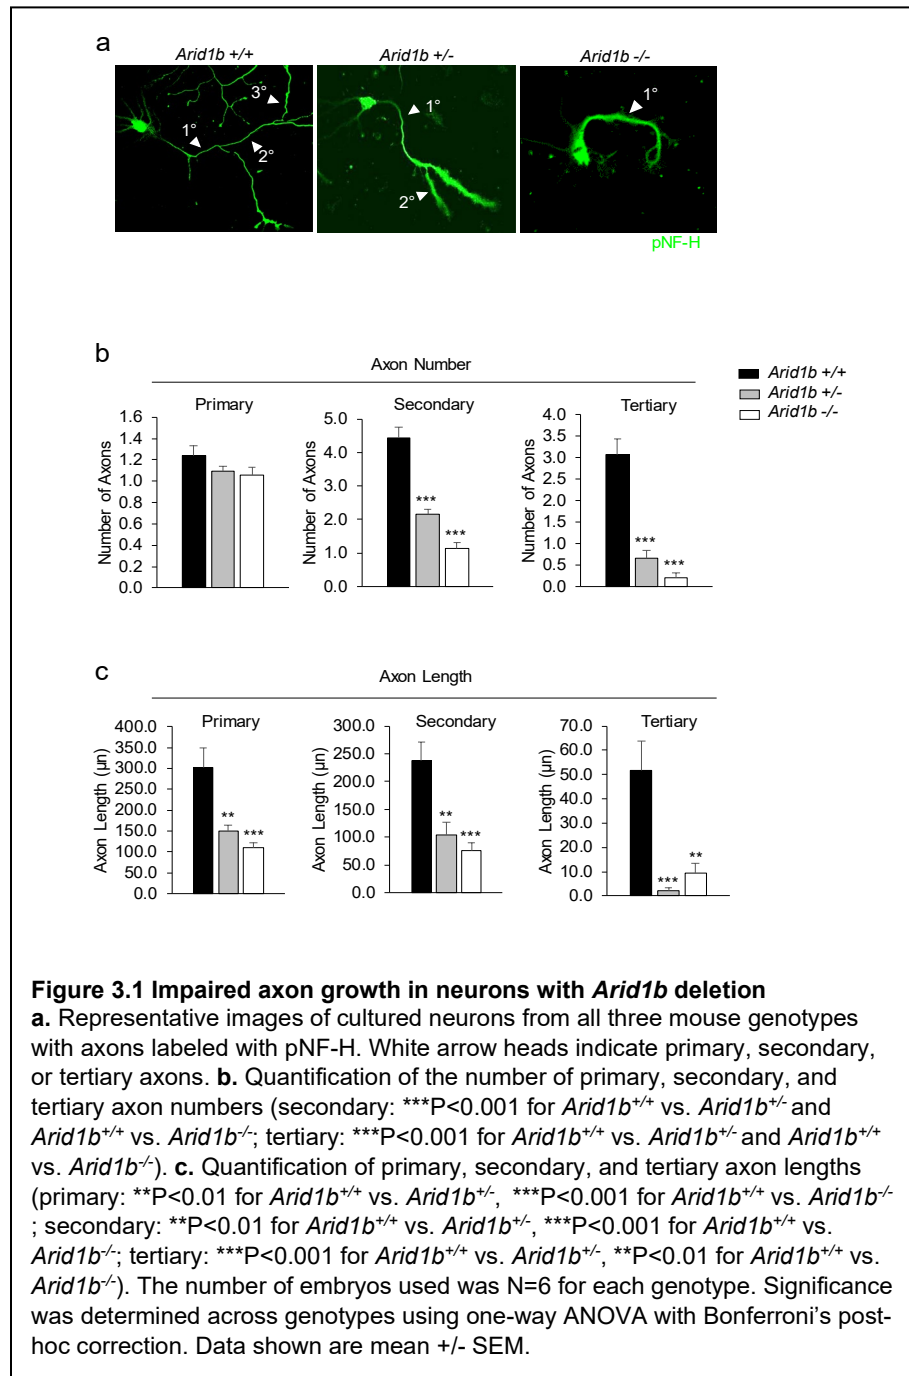 a
Arid1b +/+
Arid1b +/-
Arid1b -/-
3°
1°
2°
1°
2°
1°
pNF-H
b
Axon Number
Arid1b +/+
Arid1b +/-
Arid1b -/-
Primary
Number of Axons
1.6
1.4
1.2
1.0
0.8
0.6
0.4
0.2
0.0
Secondary
Number of Axons
5.0
4.0
3.0
2.0
1.0
0.0
***
***
Tertiary
Number of Axons
4.0
3.5
3.0
2.5
2.0
1.5
1.0
0.5
0.0
***
***
c
Axon Length
Primary
Axon Length (µn)
400.0
350.0
300.0
250.0
200.0
150.0
100.0
50.0
0.0
**
***
Secondary
Axon Length (µn)
300.0
250.0
200.0
150.0
100.0
50.0
0.0
**
***
Tertiary
Axon Length (µn)
70.0
60.0
50.0
40.0
30.0
20.0
10.0
0.0
***
**
Figure 3.1 Impaired axon growth in neurons with Arid1b deletion
a. Representative images of cultured neurons from all three mouse genotypes
with axons labeled with pNF-H. White arrow heads indicate primary, secondary,
or tertiary axons. b. Quantification of the number of primary, secondary, and
tertiary axon numbers (secondary: ***P<0.001 for Arid1b+/+ vs. Arid1b+/- and
Arid1b+/+ vs. Arid1b-/-; tertiary: ***P<0.001 for Arid1b+/+ vs. Arid1b+/- and Arid1b+/+
vs. Arid1b-/-). c. Quantification of primary, secondary, and tertiary axon lengths
(primary: **P<0.01 for Arid1b+/+ vs. Arid1b+/-, ***P<0.001 for Arid1b+/+ vs. Arid1b-/-
; secondary: **P<0.01 for Arid1b+/+ vs. Arid1b+/-, ***P<0.001 for Arid1b+/+ vs.
Arid1b-/-; tertiary: ***P<0.001 for Arid1b+/+ vs. Arid1b+/-, **P<0.01 for Arid1b+/+ vs.
Arid1b-/-). The number of embryos used was N=6 for each genotype. Significance
was determined across genotypes using one-way ANOVA with Bonferroni's post-
hoc correction. Data shown are mean +/- SEM.